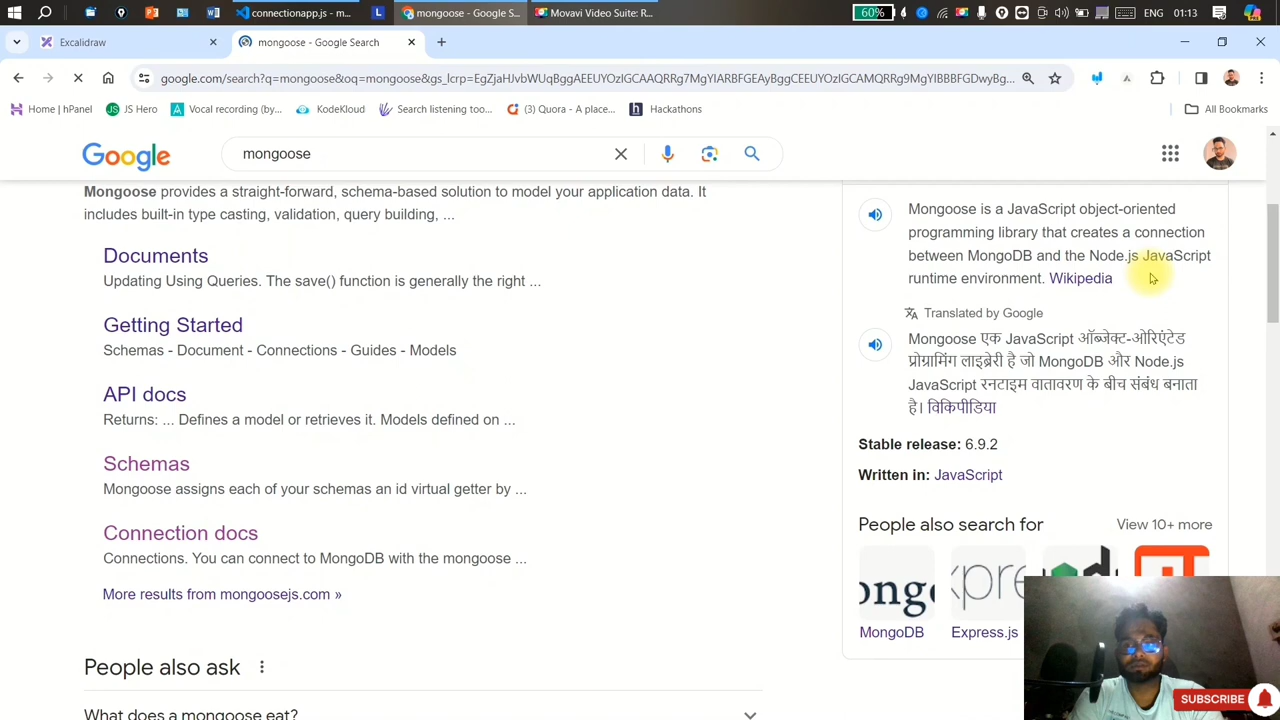 connectionapp.js - m...
mongoose - Google S...
Movavi Video Suite: R...
60%
ENG
01:13
Excalidraw
mongoose - Google Search
google.com/search?q=mongoose&oq=mongoose&gs_lcrp=EgZjaHJvbWUqBggAEEUYOzIGCAAQRRg7MgYIARBFGEAyBggCEEUYOzIGCAMQRRg9MgYIBBBFGDwyBg...
Home | hPanel
JS Hero
Vocal recording (by...
KodeKloud
Search listening too...
(3) Quora - A place...
Hackathons
All Bookmarks
Google
mongoose
Mongoose provides a straight-forward, schema-based solution to model your application data. It
includes built-in type casting, validation, query building, ...
Documents
Updating Using Queries. The save() function is generally the right ...
Getting Started
Schemas - Document - Connections - Guides - Models
API docs
Returns: ... Defines a model or retrieves it. Models defined on ...
Schemas
Mongoose assigns each of your schemas an id virtual getter by ...
Connection docs
Connections. You can connect to MongoDB with the mongoose ...
More results from mongoosejs.com »
People also ask
What does a mongoose eat?
Mongoose is a JavaScript object-oriented
programming library that creates a connection
between MongoDB and the Node.js JavaScript
runtime environment. Wikipedia
Translated by Google
Mongoose एक JavaScript ऑब्जेक्ट-ओरिएंटेड
प्रोग्रामिंग लाइब्रेरी है जो MongoDB और Node.js
JavaScript रनटाइम वातावरण के बीच संबंध बनाता
है। विकिपीडिया
Stable release: 6.9.2
Written in: JavaScript
People also search for
View 10+ more
MongoDB
Express.js
SUBSCRIBE